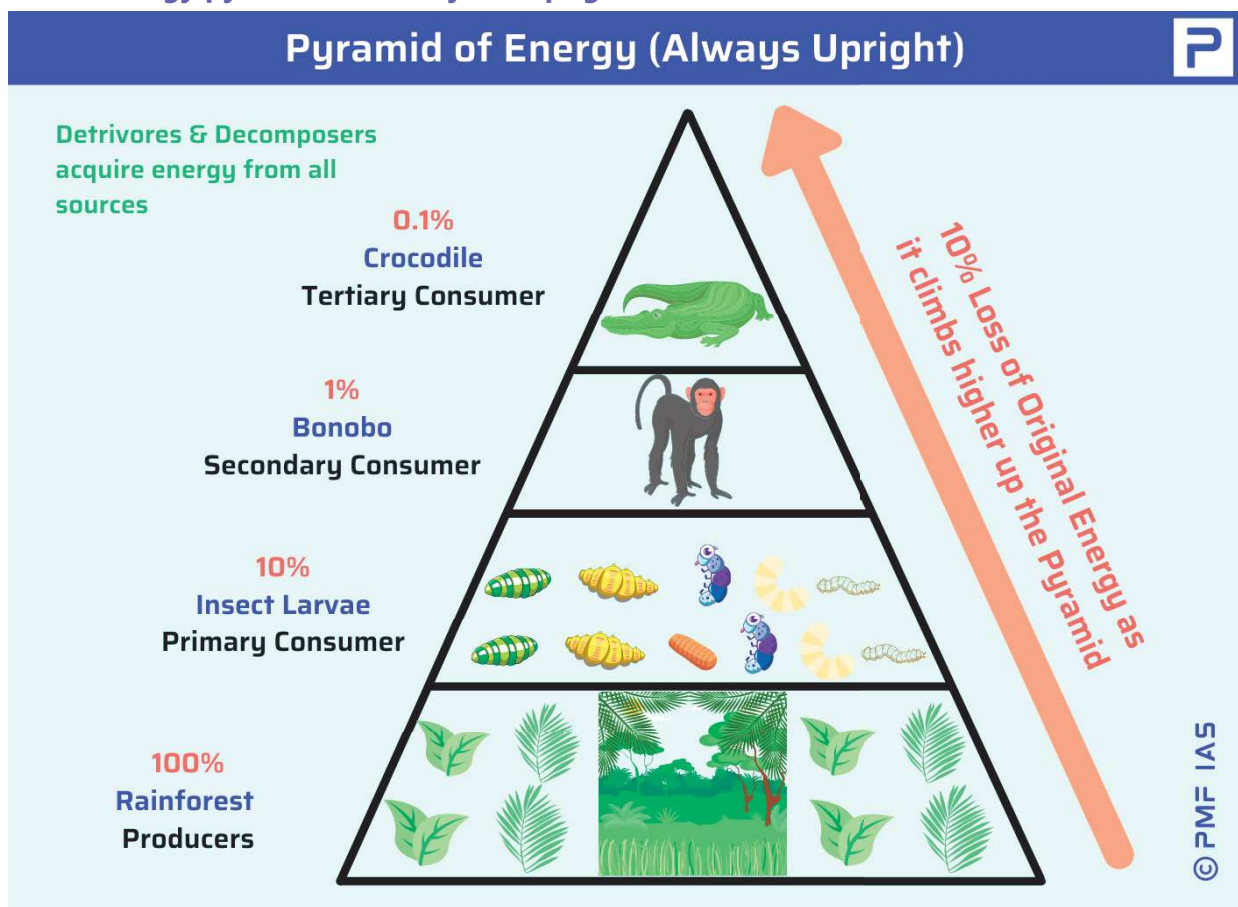 Pyramid of Energy (Always Upright)
P
Detrivores & Decomposers
acquire energy from all
sources
0.1%
Crocodile
Tertiary Consumer
1%
Bonobo
Secondary Consumer
10%
Insect Larvae
Primary Consumer
100%
Rainforest
Producers
10% Loss of Original Energy as
it climbs higher up the Pyramid
© PMF IAS